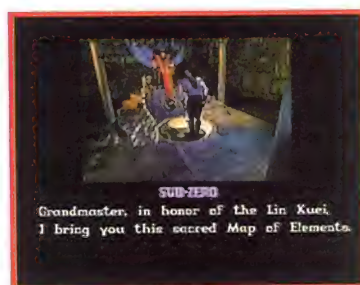 SUB-ZERO
Grandmaster, in honor of the Lin Kuei,
I bring you this sacred Map of Elements.